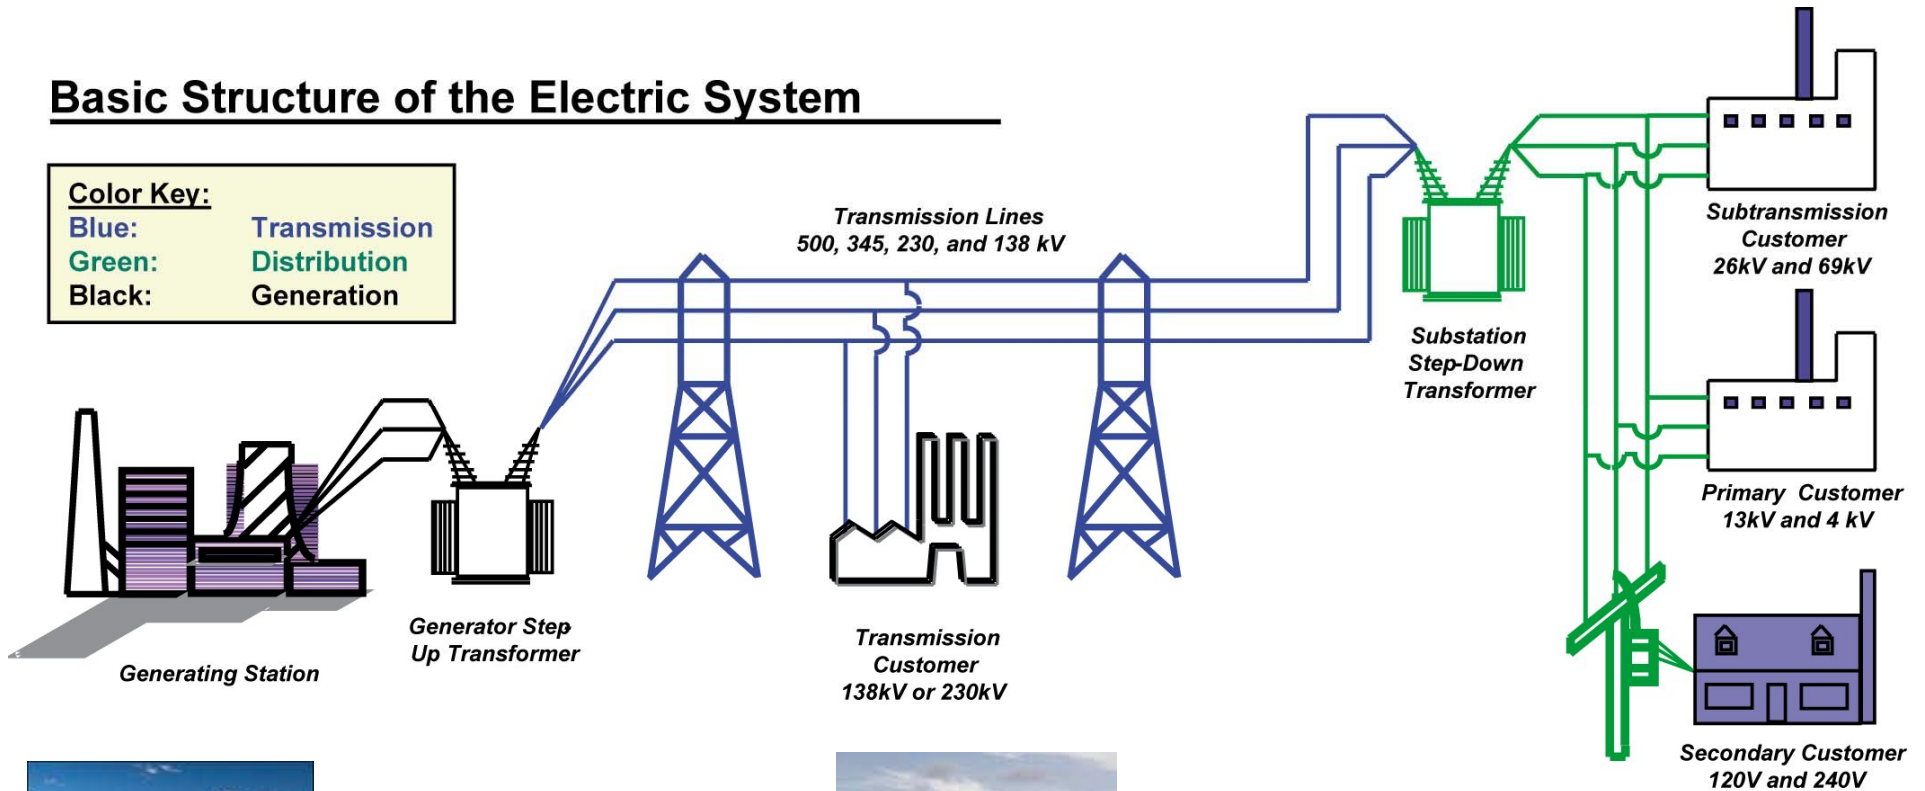 Basic Structure of the Electric System
Color Key:
Blue: Transmission
Green: Distribution
Black: Generation
Transmission Lines
500, 345, 230, and 138 kV
Subtransmission
Customer
26kV and 69kV
Substation
Step-Down
Transformer
Primary Customer
13kV and 4 kV
Generator Step-
Up Transformer
Transmission
Customer
138kV or 230kV
Generating Station
Secondary Customer
120V and 240V